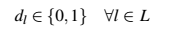 d_l ∈ {0, 1} ∀l ∈ L